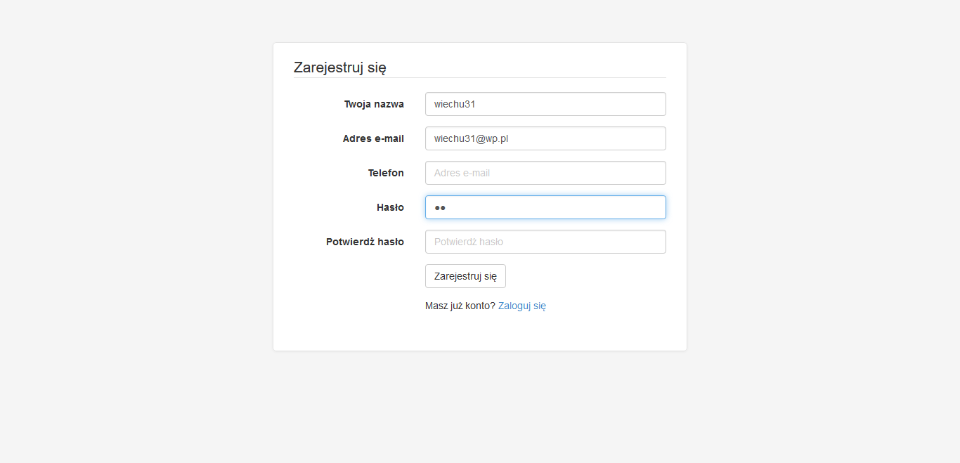 Zarejestruj się
Twoja nazwa wiechu31
Adres e-mail wiechu31@wp.pl
Telefon Adres e-mail
Hasło ●●
Potwierdź hasło Potwierdź hasło
Zarejestruj się
Masz już konto? Zaloguj się